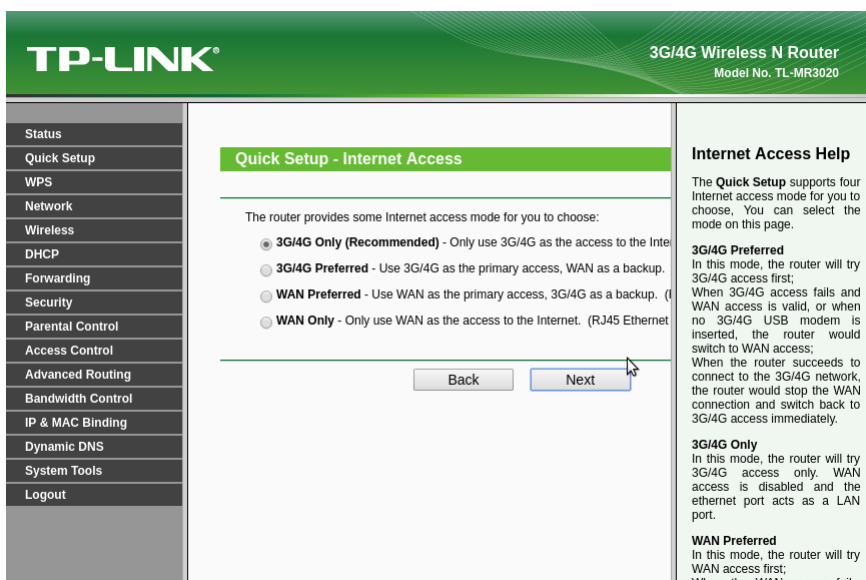 TP-LINK®
3G/4G Wireless N Router
Model No. TL-MR3020
Status
Quick Setup
WPS
Network
Wireless
DHCP
Forwarding
Security
Parental Control
Access Control
Advanced Routing
Bandwidth Control
IP & MAC Binding
Dynamic DNS
System Tools
Logout
Quick Setup - Internet Access
The router provides some Internet access mode for you to choose:
3G/4G Only (Recommended) - Only use 3G/4G as the access to the Inte
3G/4G Preferred - Use 3G/4G as the primary access, WAN as a backup.
WAN Preferred - Use WAN as the primary access, 3G/4G as a backup. (
WAN Only - Only use WAN as the access to the Internet. (RJ45 Ethernet
Back
Next
Internet Access Help
The Quick Setup supports four
Internet access mode for you to
choose, You can select the
mode on this page.
3G/4G Preferred
In this mode, the router will try
3G/4G access first;
When 3G/4G access fails and
WAN access is valid, or when
no 3G/4G USB modem is
inserted, the router would
switch to WAN access;
When the router succeeds to
connect to the 3G/4G network,
the router would stop the WAN
connection and switch back to
3G/4G access immediately.
3G/4G Only
In this mode, the router will try
3G/4G access only. WAN
access is disabled and the
ethernet port acts as a LAN
port.
WAN Preferred
In this mode, the router will try
WAN access first;